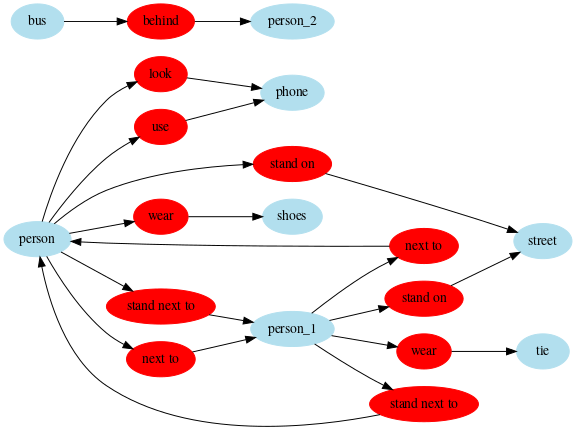 bus
behind
person_2
look
phone
use
stand on
wear
shoes
person
next to
street
stand next to
stand on
person_1
next to
wear
tie
stand next to